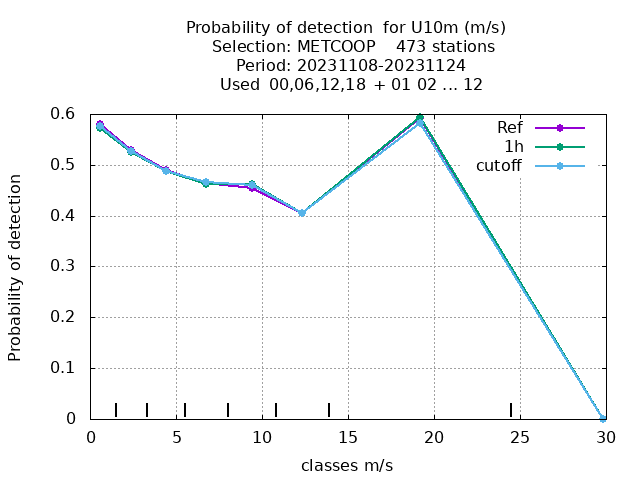 Probability of detection  for U10m (m/s)
Selection: METCOOP    473 stations
Period: 20231108-20231124
Used  00,06,12,18  + 01 02 ... 12
Probability of detection
0.6
0.5
0.4
0.3
0.2
0.1
0
Ref
1h
cutoff
0 5 10 15 20 25 30
classes m/s